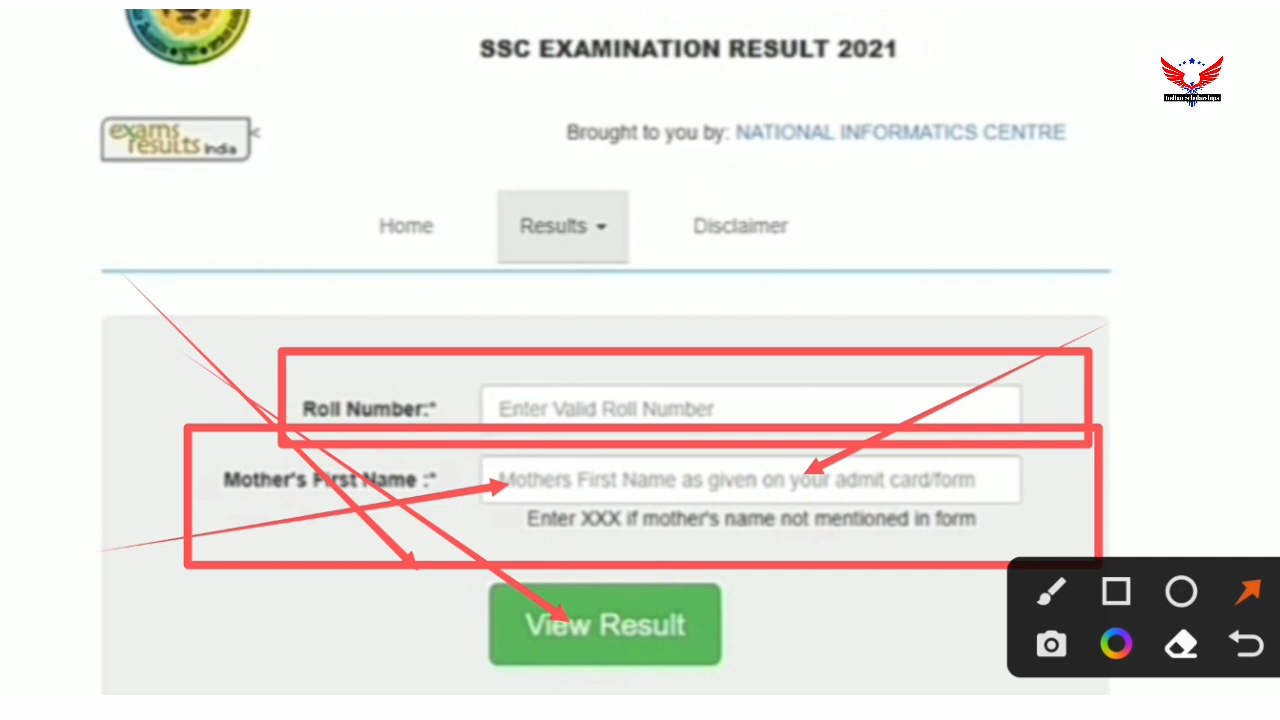 SSC EXAMINATION RESULT 2021
exams
results India
<
Brought to you by: NATIONAL INFORMATICS CENTRE
Home
Results
Disclaimer
Roll Number:*
Enter Valid Roll Number
Mother's First Name :*
Mothers First Name as given on your admit card/form
Enter XXX if mother's name not mentioned in form
View Result